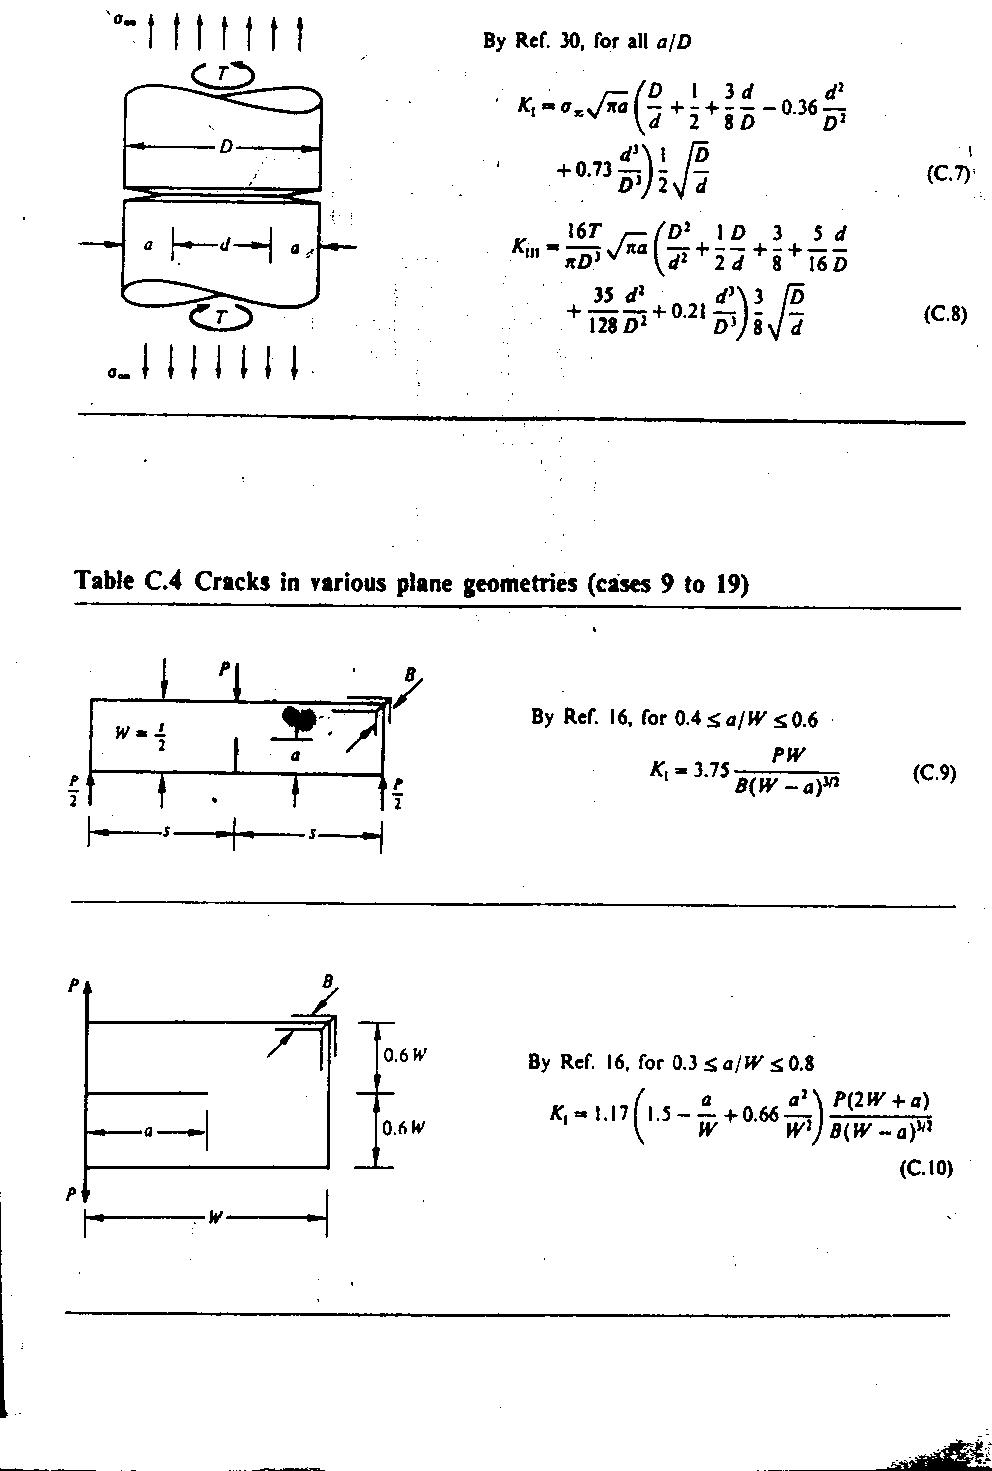 σ∞
T
D
a d a
T
σ∞
By Ref. 30, for all a/D
K_I = σ∞ √πa (D/d + 1/2 + 3/8 d/D − 0.36 d²/D²
+ 0.73 d³/D³) 1/2 √D/d (C.7)
K_III = 16T/πD³ √πa (D²/d² + 1/2 D/d + 3/8 + 5/16 d/D
+ 35/128 d²/D² + 0.21 d³/D³) 3/8 √D/d (C.8)
Table C.4 Cracks in various plane geometries (cases 9 to 19)
P B
W = s/2
a
P/2 P/2
s s
By Ref. 16, for 0.4 ≤ a/W ≤ 0.6
K_I = 3.75 PW/B(W − a)^3/2 (C.9)
P B
0.6W
a 0.6W
P
W
By Ref. 16, for 0.3 ≤ a/W ≤ 0.8
K_I = 1.17 (1.5 − a/W + 0.66 a²/W²) P(2W + a)/B(W − a)^3/2
(C.10)